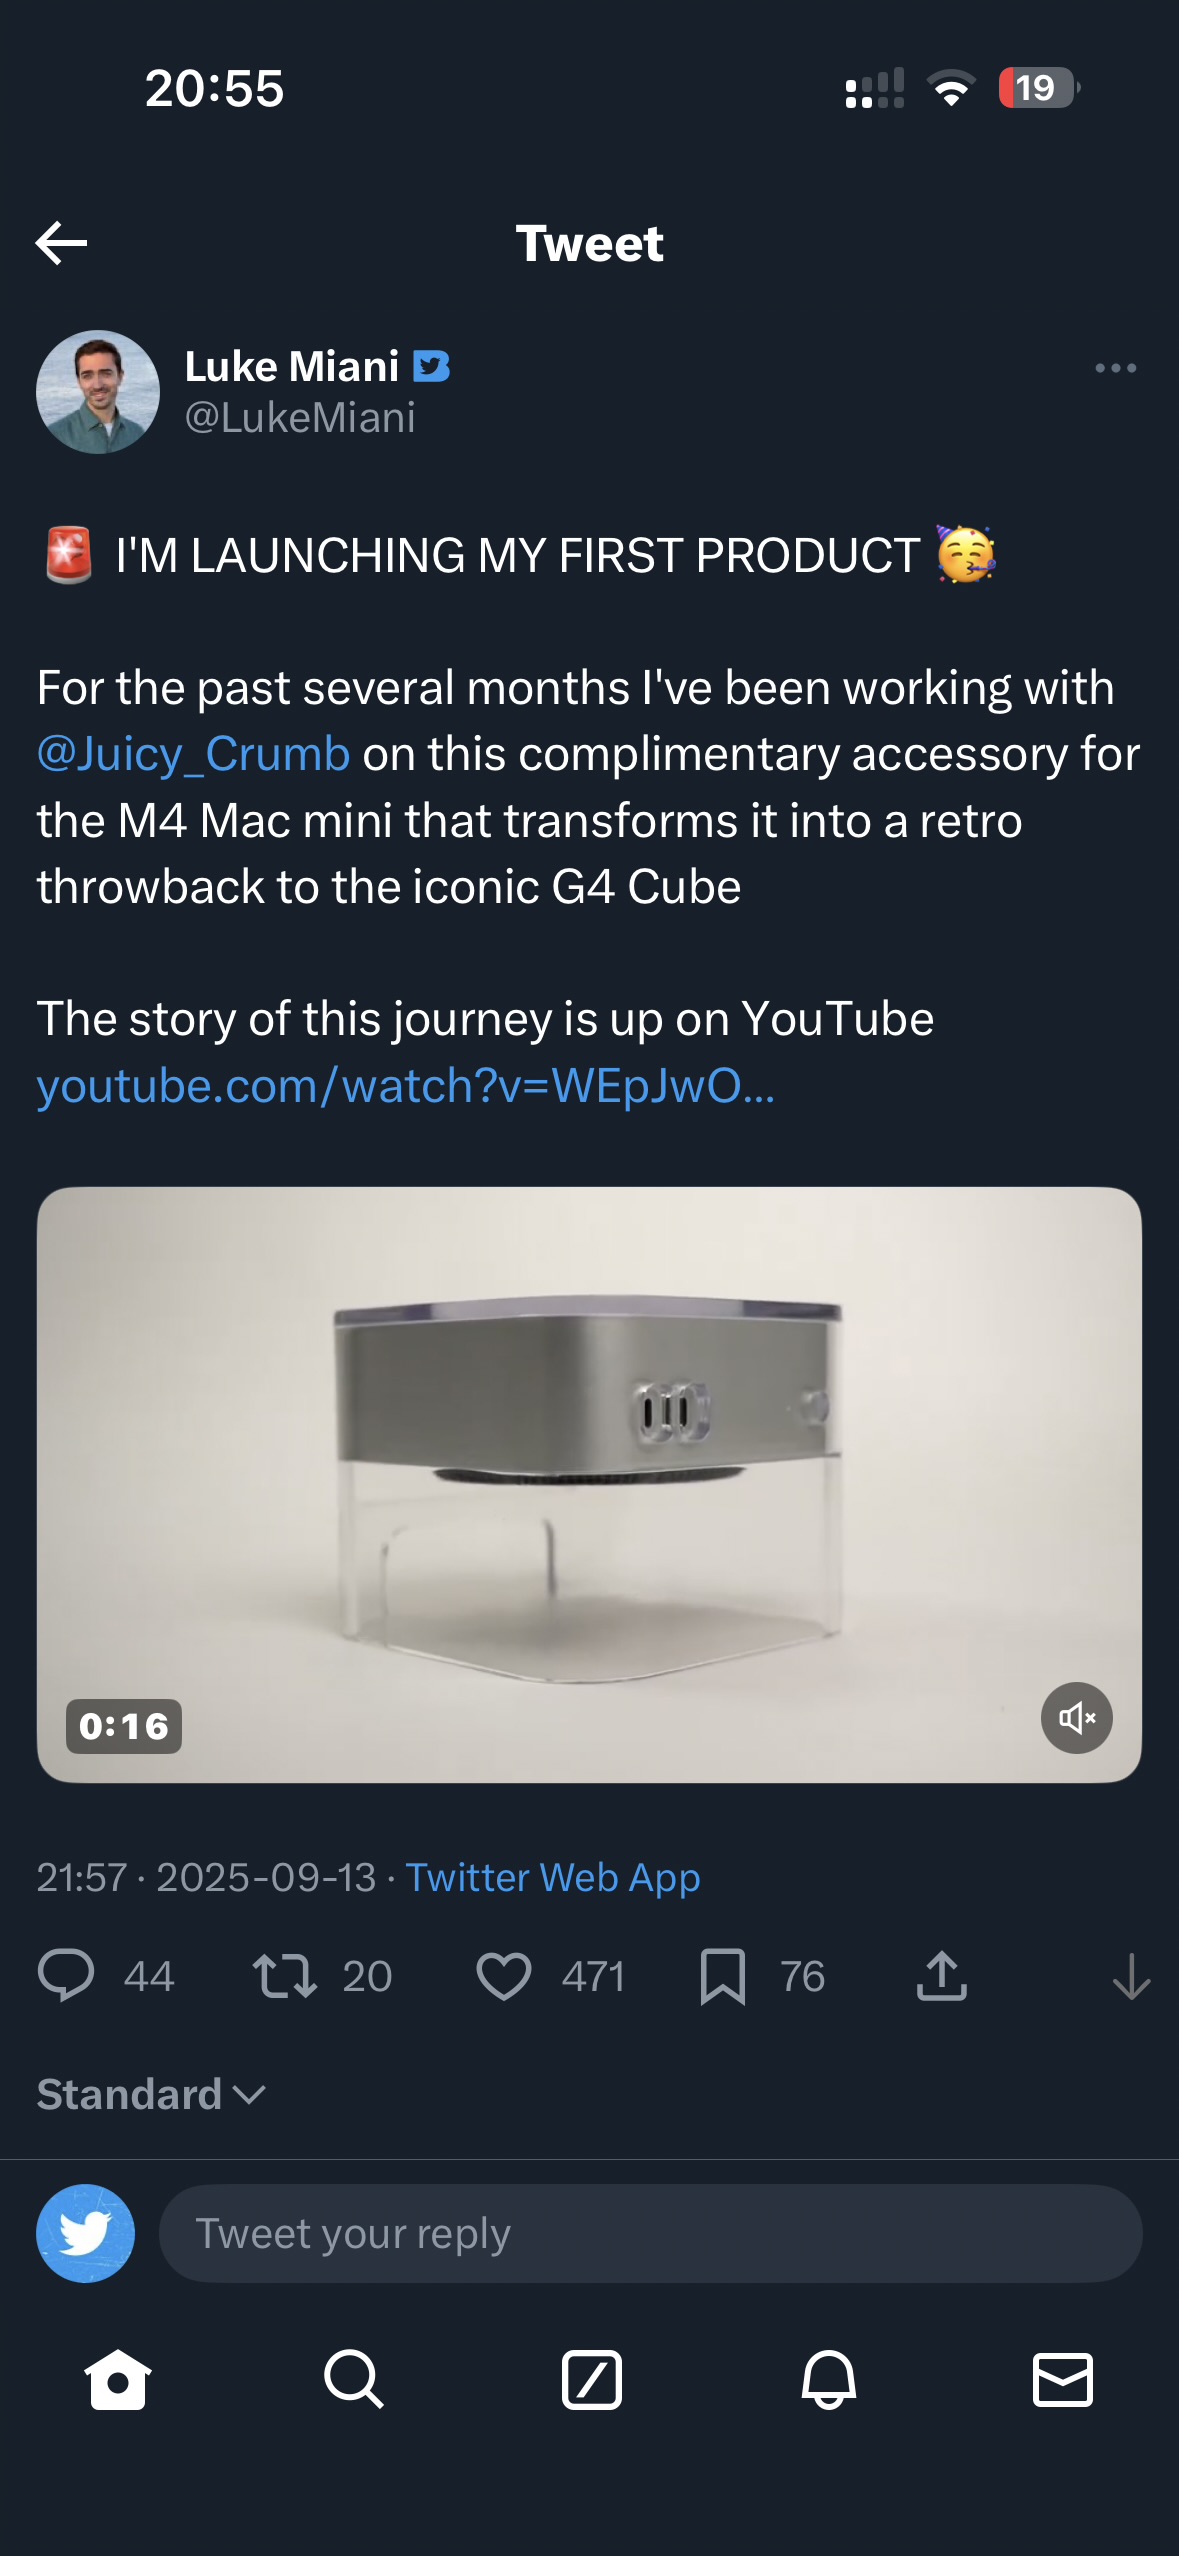 20:55
19
Tweet
Luke Miani
@LukeMiani
🚨 I'M LAUNCHING MY FIRST PRODUCT 🥳
For the past several months I've been working with
@Juicy_Crumb on this complimentary accessory for
the M4 Mac mini that transforms it into a retro
throwback to the iconic G4 Cube
The story of this journey is up on YouTube
youtube.com/watch?v=WEpJwO...
0:16
21:57 · 2025-09-13 · Twitter Web App
44 20 471 76
Standard
Tweet your reply